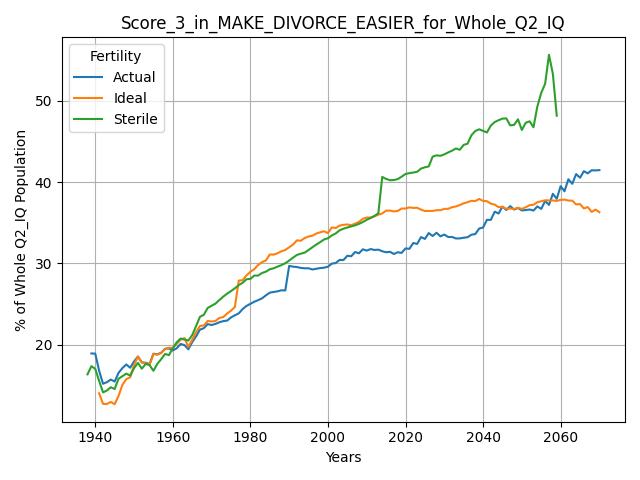 Score_3_in_MAKE_DIVORCE_EASIER_for_Whole_Q2_IQ
Fertility
Actual
Ideal
Sterile
% of Whole Q2_IQ Population
50
40
30
20
1940
1960
1980
2000
2020
2040
2060
Years